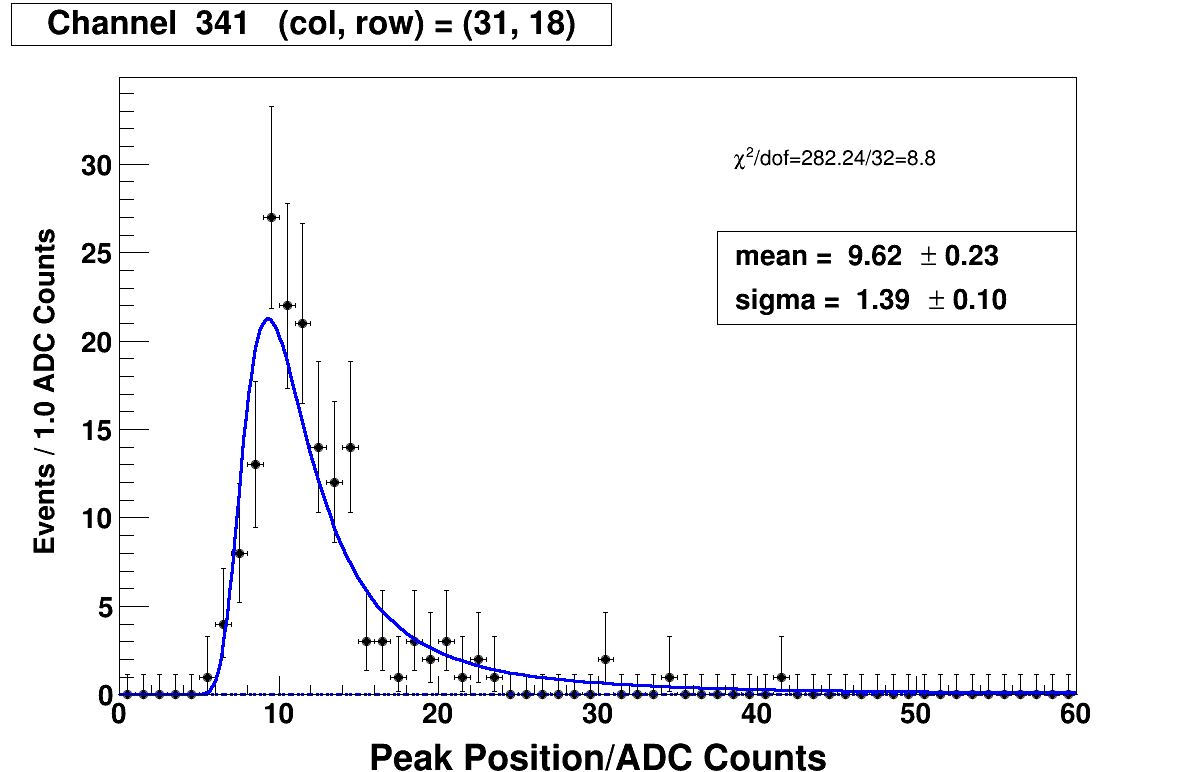 Channel 341 (col, row) = (31, 18)
χ²/dof=282.24/32=8.8
mean = 9.62 ± 0.23
sigma = 1.39 ± 0.10
Events / 1.0 ADC Counts
30
25
20
15
10
5
0
0 10 20 30 40 50 60
Peak Position/ADC Counts